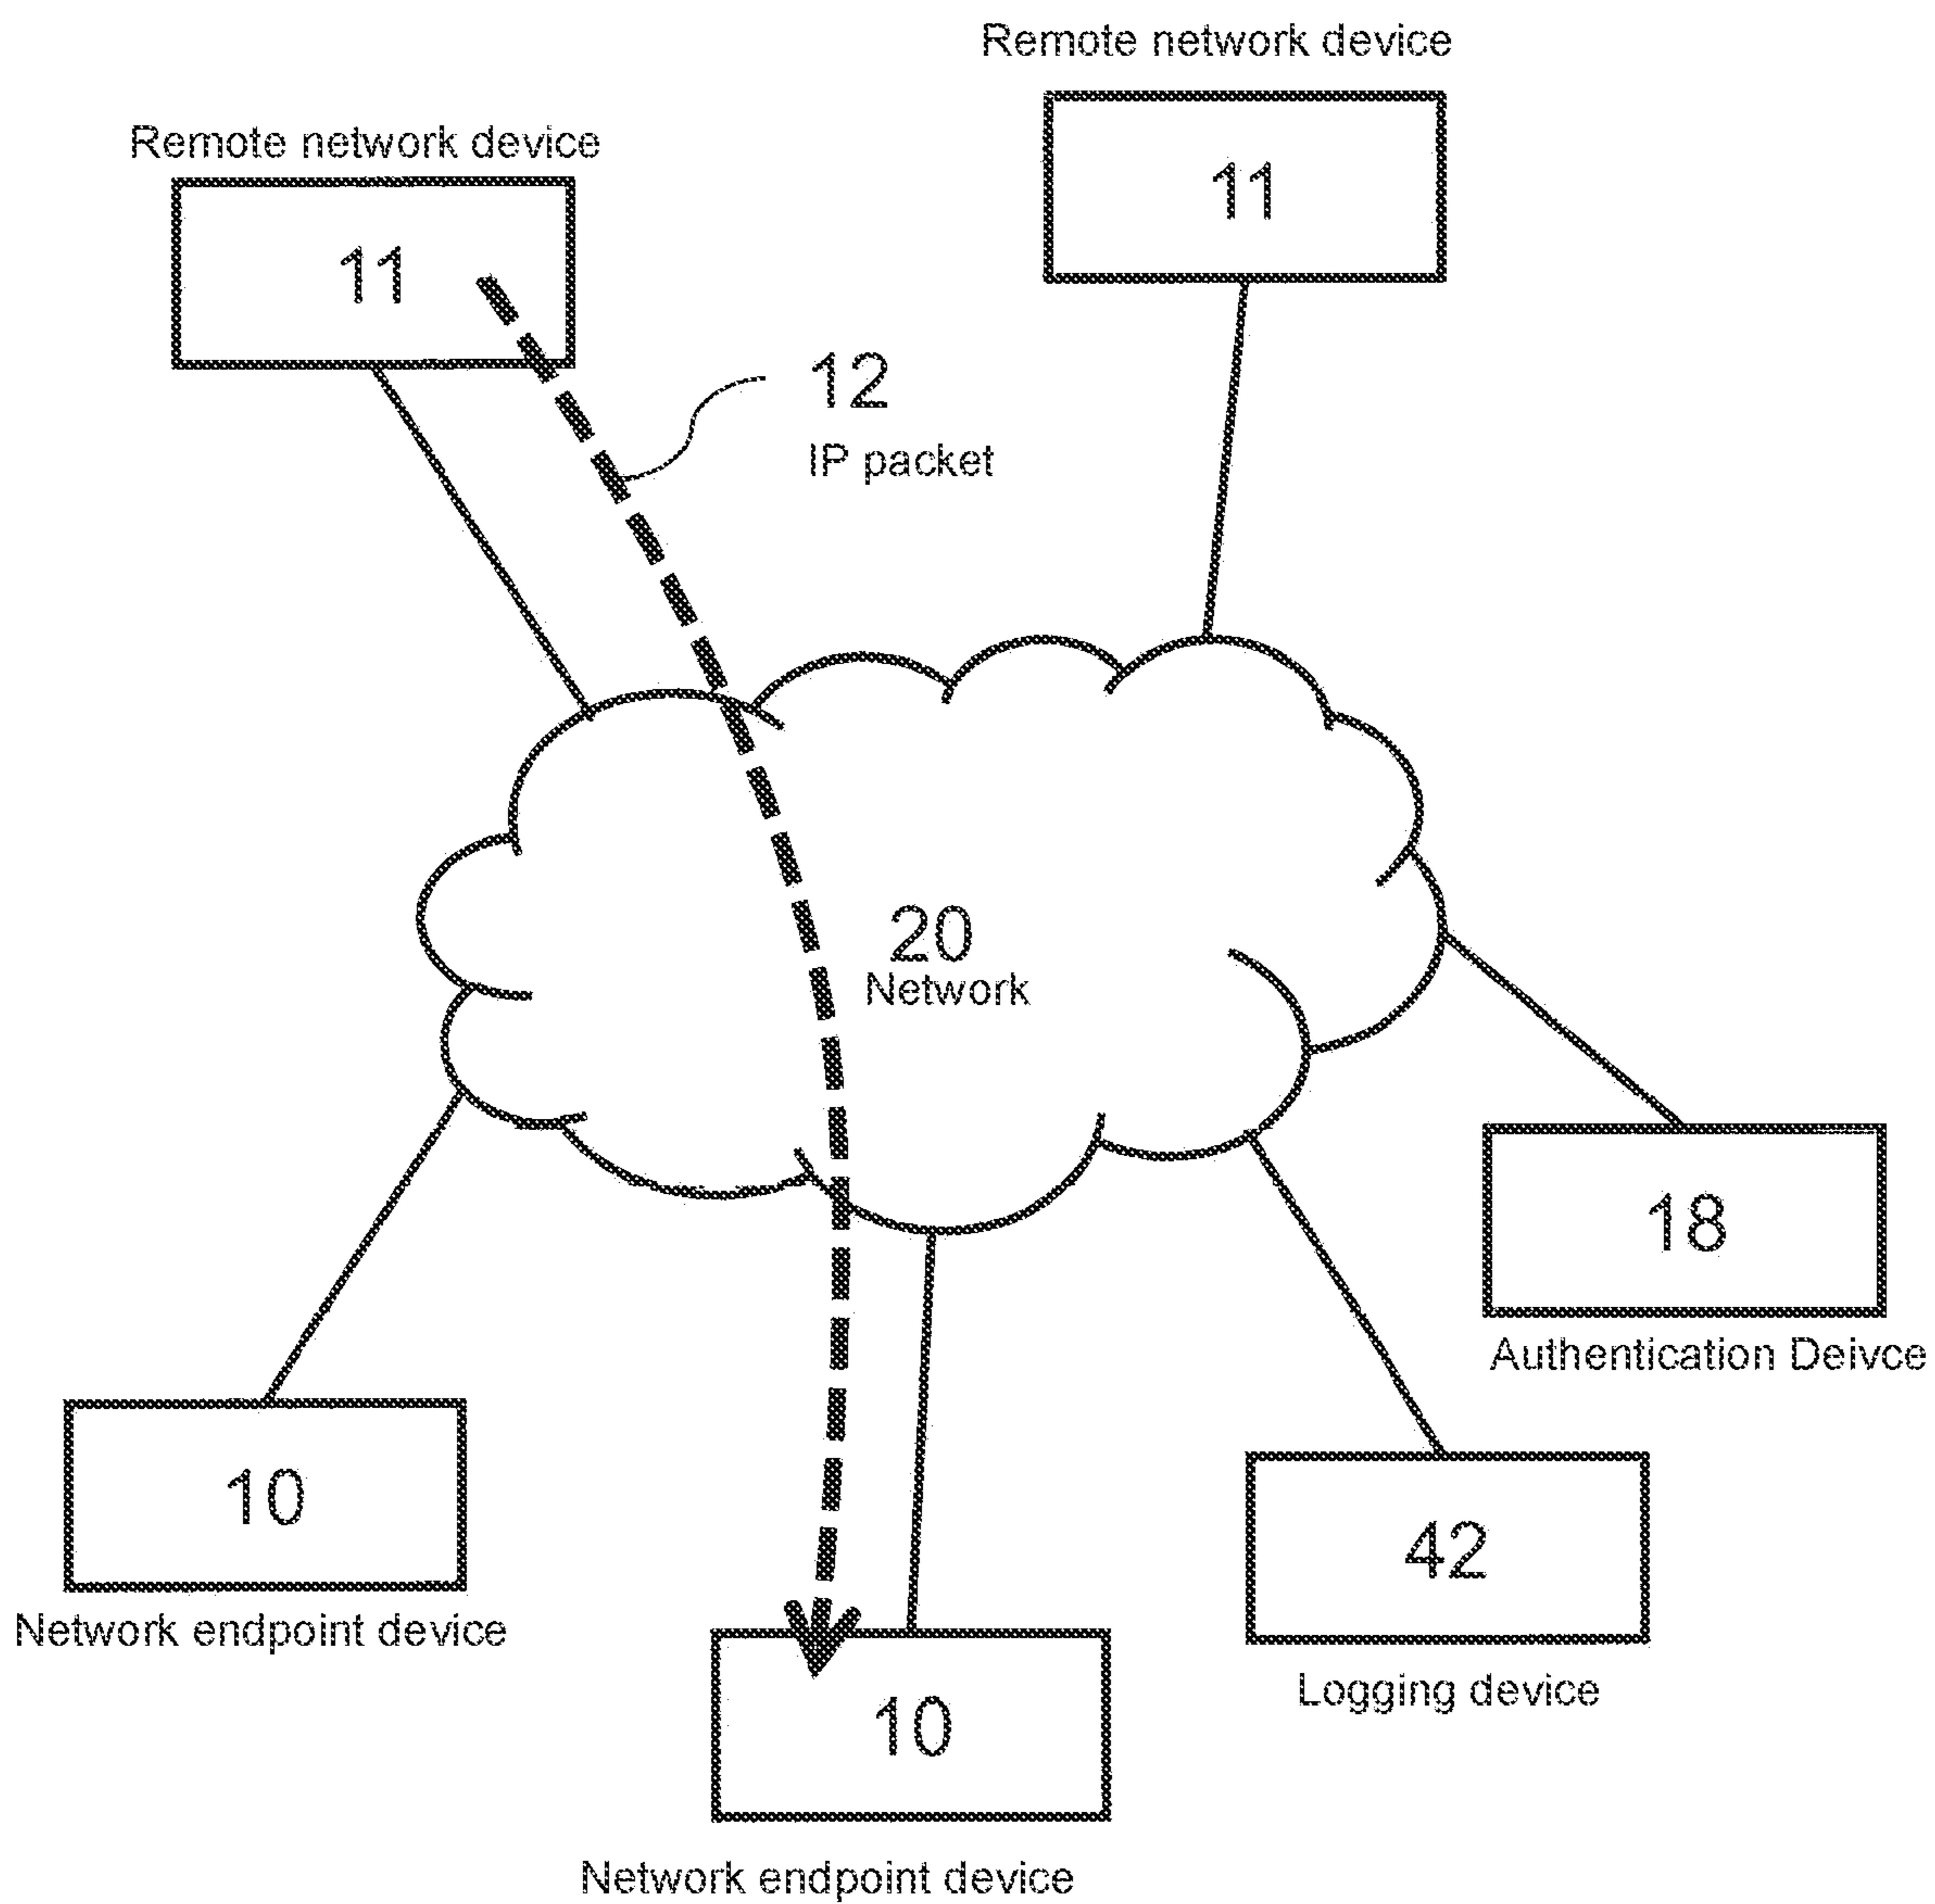 Remote network device
11
Remote network device
11
12
IP packet
20
Network
18
Authentication Deivce
10
Network endpoint device
42
Logging device
10
Network endpoint device